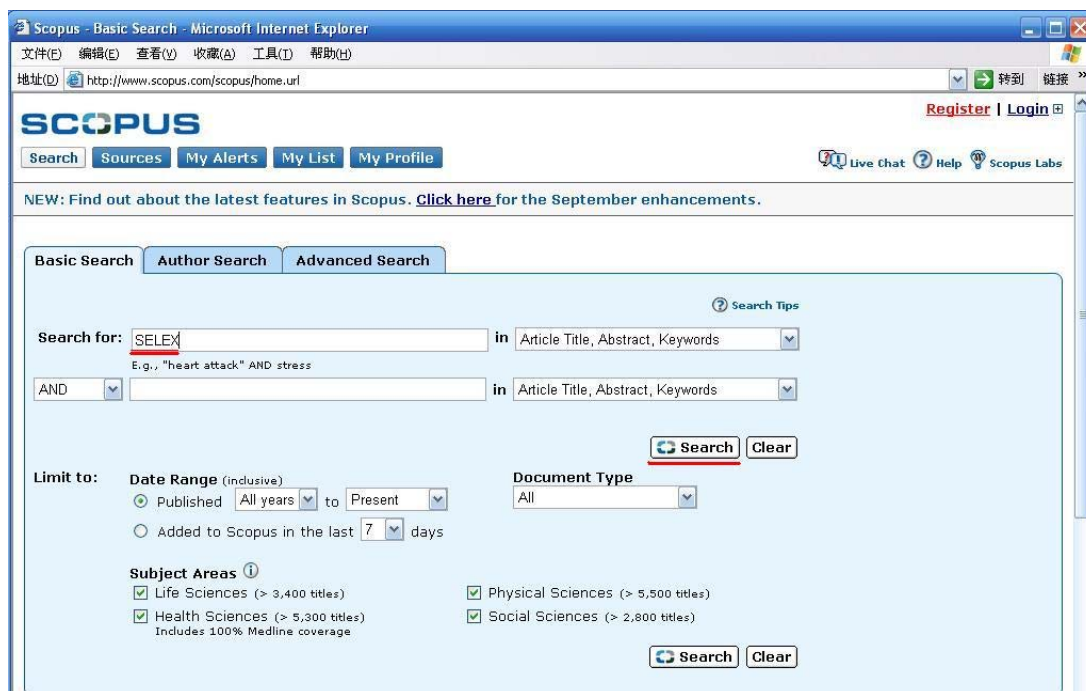 Scopus - Basic Search - Microsoft Internet Explorer
文件(F) 编辑(E) 查看(V) 收藏(A) 工具(T) 帮助(H)
地址(D) http://www.scopus.com/scopus/home.url 转到 链接 »
Register | Login
SCOPUS
Search Sources My Alerts My List My Profile Live Chat Help Scopus Labs
NEW: Find out about the latest features in Scopus. Click here for the September enhancements.
Basic Search Author Search Advanced Search
Search Tips
Search for: SELEX in Article Title, Abstract, Keywords
E.g., "heart attack" AND stress
AND in Article Title, Abstract, Keywords
Search Clear
Limit to: Date Range (inclusive) Document Type
Published All years to Present All
Added to Scopus in the last 7 days
Subject Areas
Life Sciences (> 3,400 titles) Physical Sciences (> 5,500 titles)
Health Sciences (> 5,300 titles) Social Sciences (> 2,800 titles)
Includes 100% Medline coverage
Search Clear